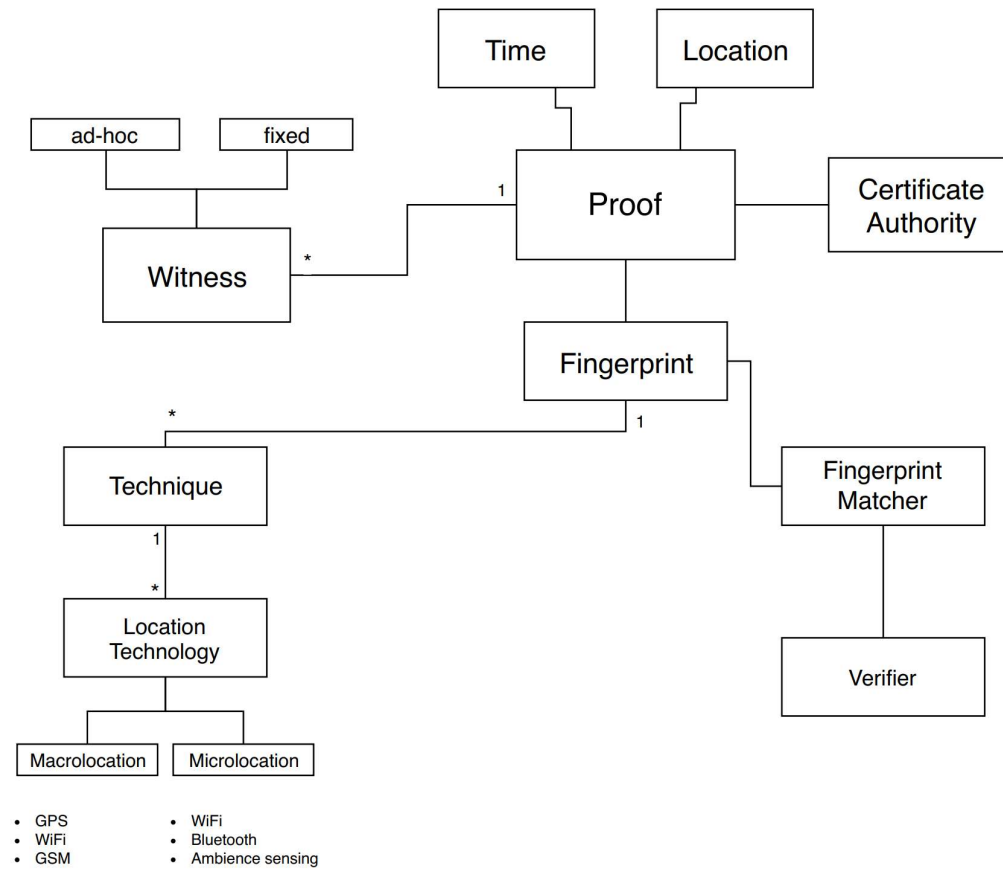 Time
Location
ad-hoc
fixed
1
Proof
Certificate
Authority
*
Witness
Fingerprint
*
1
Technique
Fingerprint
Matcher
1
*
Location
Technology
Verifier
Macrolocation
Microlocation
• GPS
• WiFi
• GSM
• WiFi
• Bluetooth
• Ambience sensing